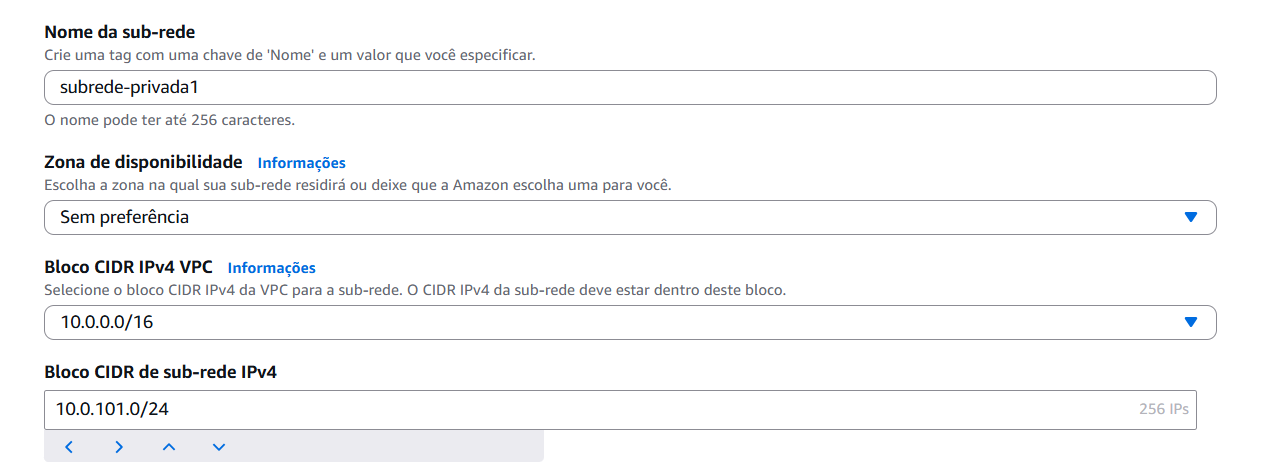 Nome da sub-rede
Crie uma tag com uma chave de 'Nome' e um valor que você especificar.
subrede-privada1
O nome pode ter até 256 caracteres.
Zona de disponibilidade Informações
Escolha a zona na qual sua sub-rede residirá ou deixe que a Amazon escolha uma para você.
Sem preferência
Bloco CIDR IPv4 VPC Informações
Selecione o bloco CIDR IPv4 da VPC para a sub-rede. O CIDR IPv4 da sub-rede deve estar dentro deste bloco.
10.0.0.0/16
Bloco CIDR de sub-rede IPv4
10.0.101.0/24 256 IPs